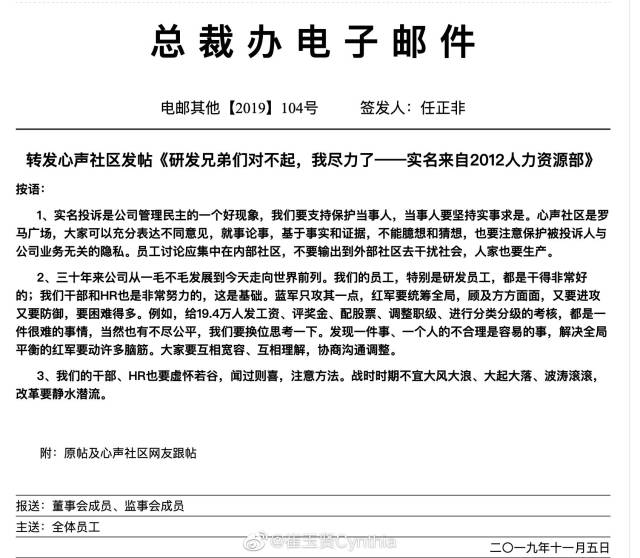 总裁办电子邮件
电邮其他【2019】104号 签发人：任正非
转发心声社区发帖《研发兄弟们对不起，我尽力了——实名来自2012人力资源部》
按语：
1、实名投诉是公司管理民主的一个好现象，我们要支持保护当事人，当事人要坚持实事求是。心声社区是罗
马广场，大家可以充分表达不同意见，就事论事，基于事实和证据，不能臆想和猜想，也要注意保护被投诉人与
公司业务无关的隐私。员工讨论应集中在内部社区，不要输出到外部社区去干扰社会，人家也要生产。
2、三十年来公司从一毛不毛发展到今天走向世界前列。我们的员工，特别是研发员工，都是干得非常好
的；我们干部和HR也是非常努力的，这是基础。蓝军只攻其一点，红军要统筹全局，顾及方方面面，又要进攻
又要防御，要困难得多。例如，给19.4万人发工资、评奖金、配股票、调整职级、进行分类分级的考核，都是一
件很难的事情，当然也有不尽公平，我们要换位思考一下。发现一件事、一个人的不合理是容易的事，解决全局
平衡的红军要动许多脑筋。大家要互相宽容、互相理解，协商沟通调整。
3、我们的干部、HR也要虚怀若谷，闻过则喜，注意方法。战时时期不宜大风大浪、大起大落、波涛滚滚，
改革要静水潜流。
附：原帖及心声社区网友跟帖
报送：董事会成员、监事会成员
主送：全体员工
@崔玉贤Cynthia
二〇一九年十一月五日